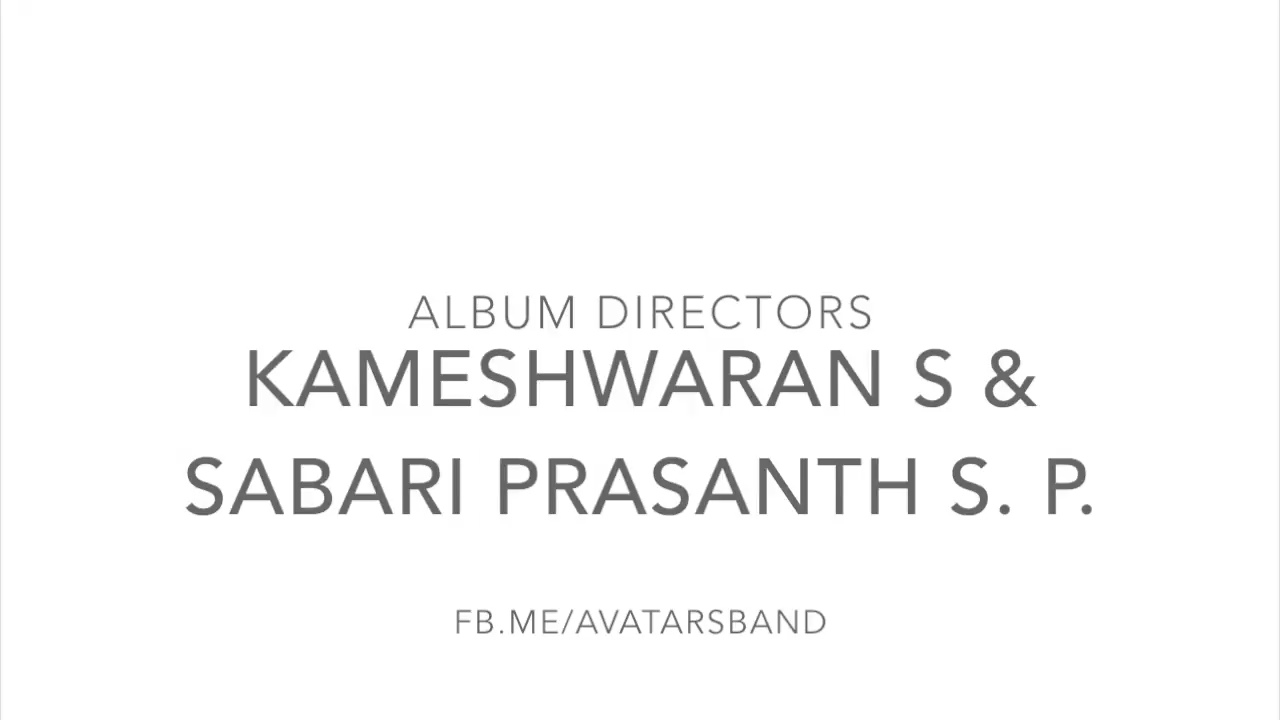 ALBUM DIRECTORS
KAMESHWARAN S &
SABARI PRASANTH S. P.
FB.ME/AVATARSBAND